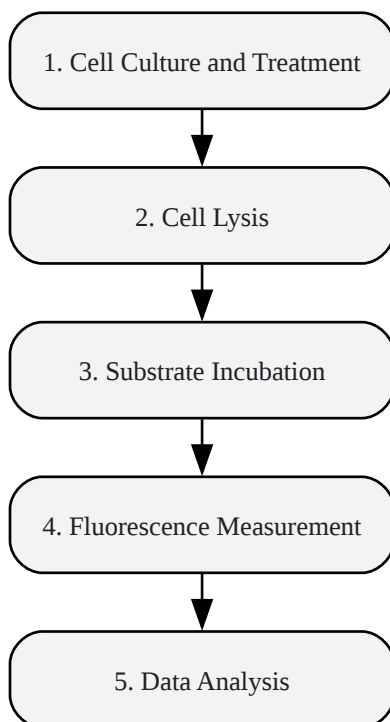 1. Cell Culture and Treatment
2. Cell Lysis
3. Substrate Incubation
4. Fluorescence Measurement
5. Data Analysis